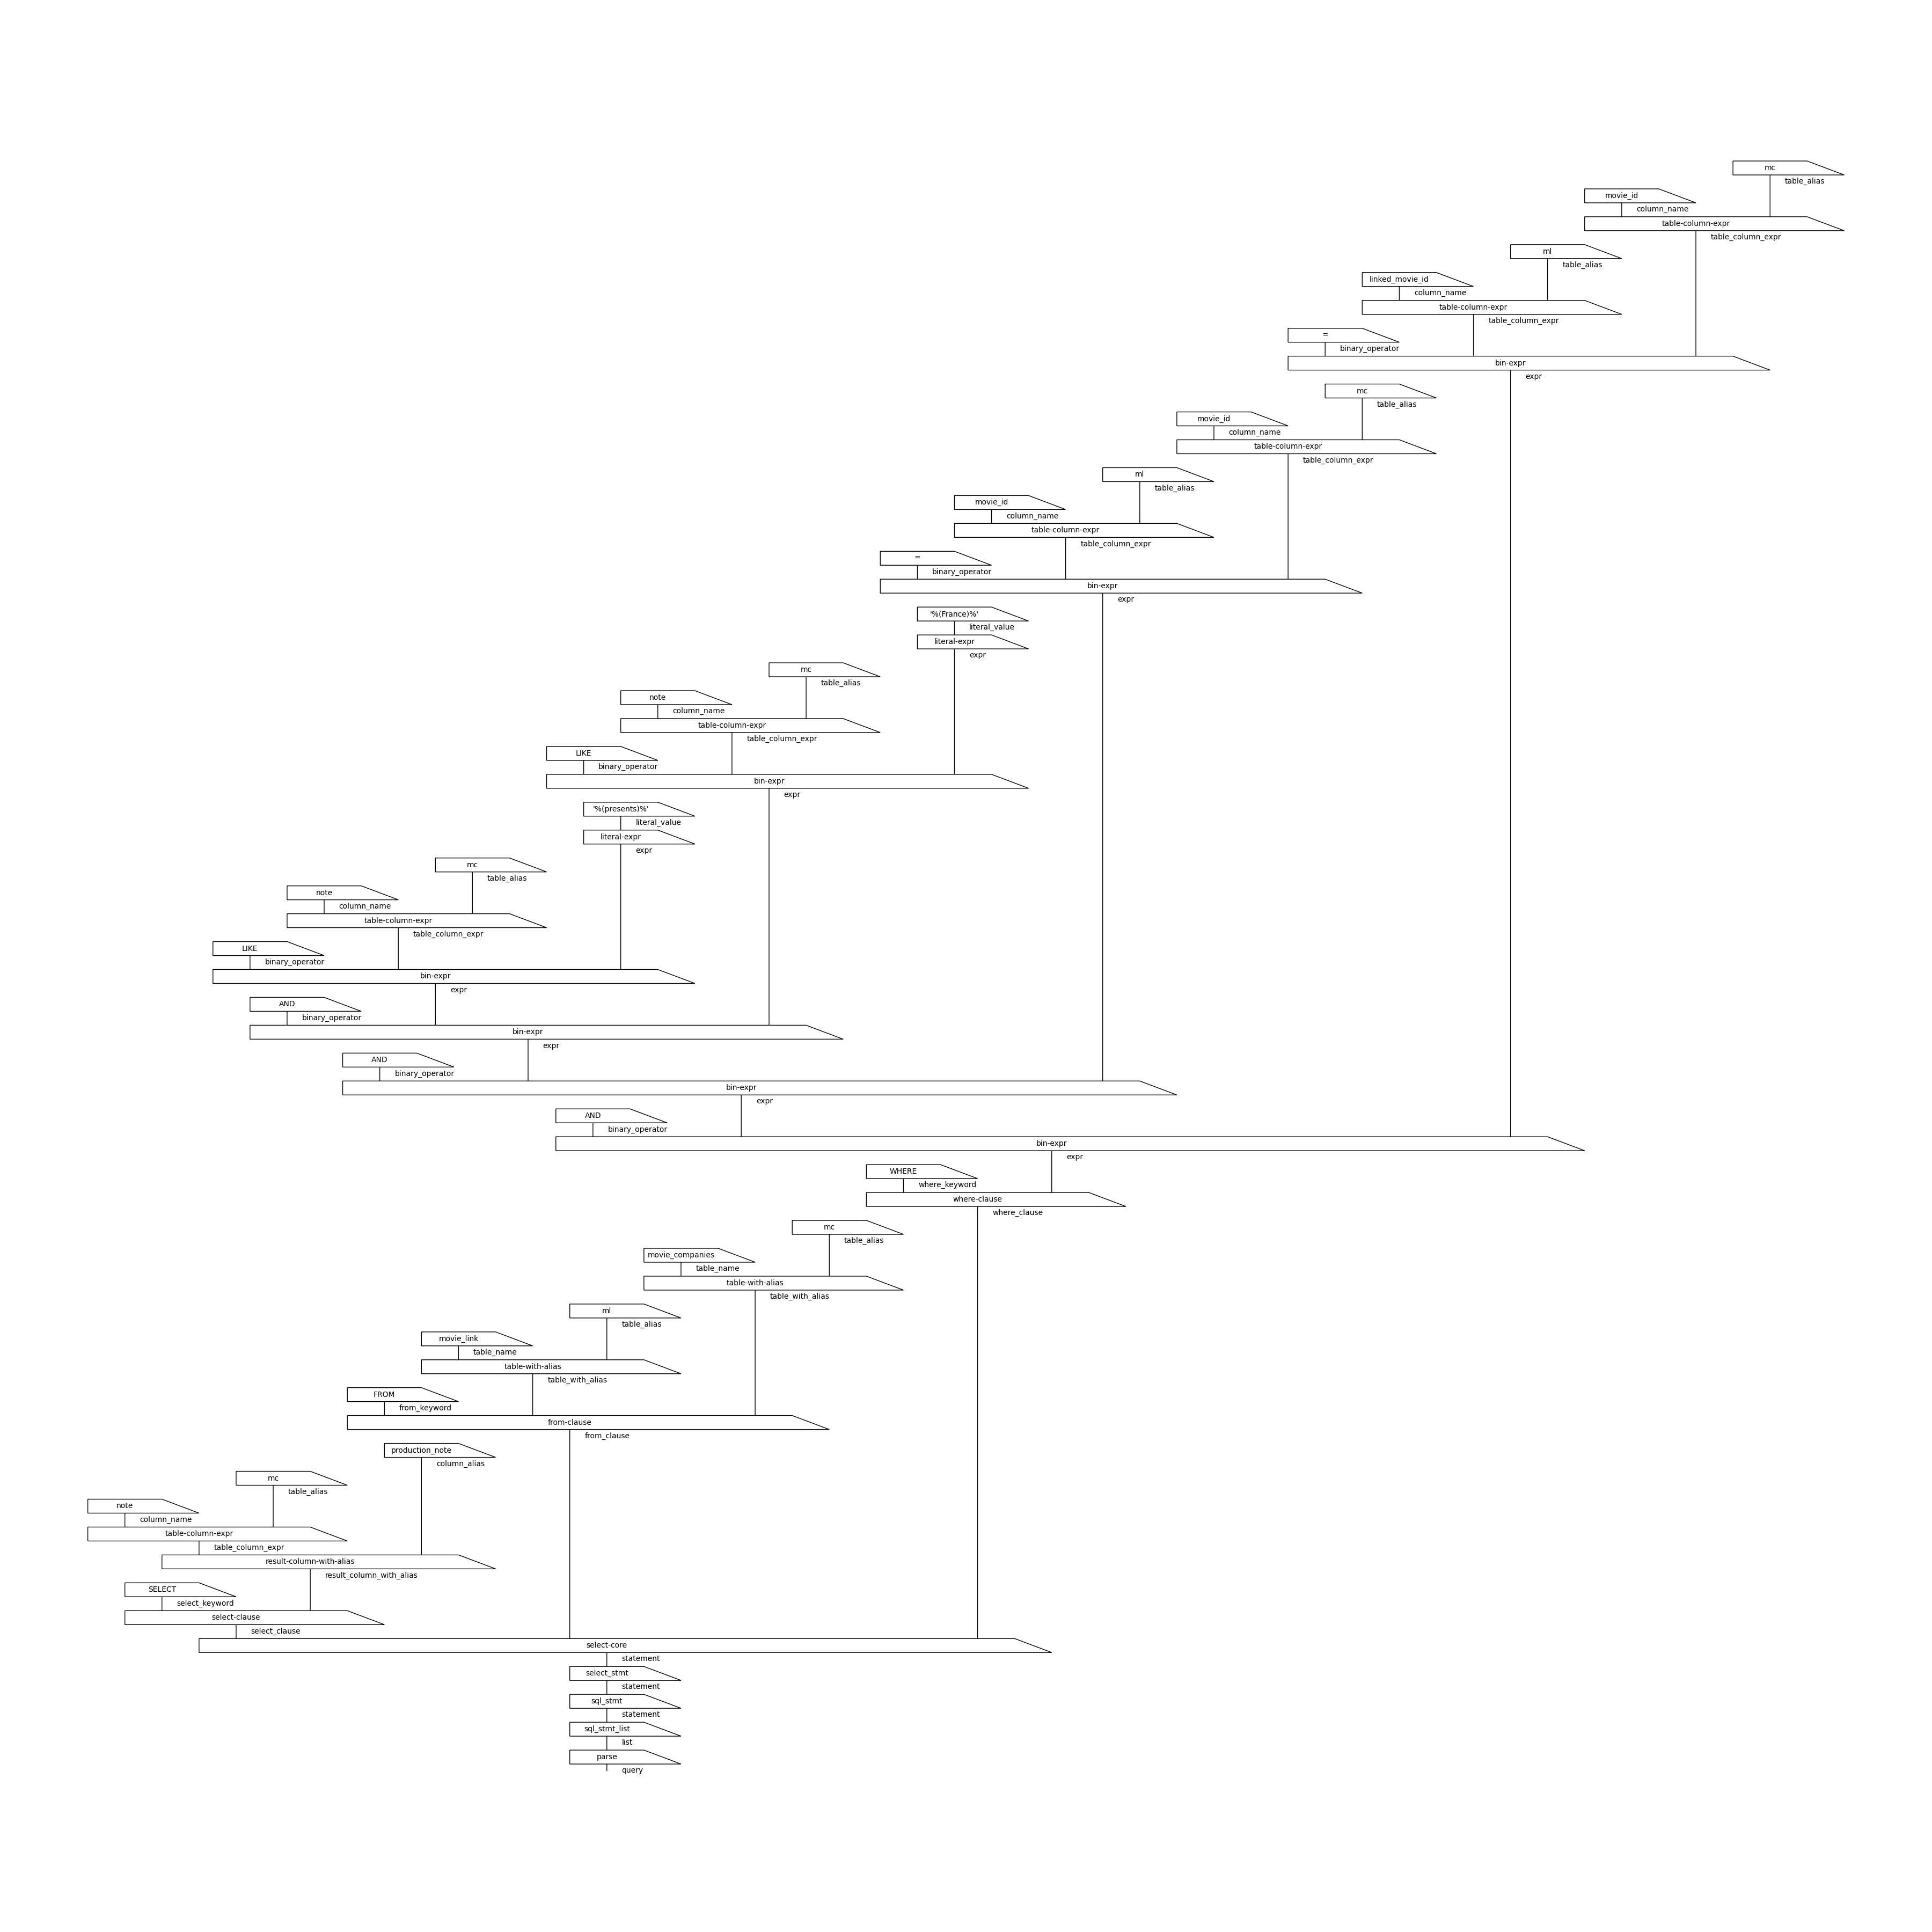 mc
table_alias
movie_id
column_name
table-column-expr
table_column_expr
ml
table_alias
linked_movie_id
column_name
table-column-expr
table_column_expr
=
binary_operator
bin-expr
expr
mc
table_alias
movie_id
column_name
table-column-expr
table_column_expr
ml
table_alias
movie_id
column_name
table-column-expr
table_column_expr
=
binary_operator
bin-expr
expr
'%(France)%'
literal_value
literal-expr
expr
mc
table_alias
note
column_name
table-column-expr
table_column_expr
LIKE
binary_operator
bin-expr
expr
'%(presents)%'
literal_value
literal-expr
expr
mc
table_alias
note
column_name
table-column-expr
table_column_expr
LIKE
binary_operator
bin-expr
expr
AND
binary_operator
bin-expr
expr
AND
binary_operator
bin-expr
expr
AND
binary_operator
bin-expr
expr
WHERE
where_keyword
where-clause
where_clause
mc
table_alias
movie_companies
table_name
table-with-alias
table_with_alias
ml
table_alias
movie_link
table_name
table-with-alias
table_with_alias
FROM
from_keyword
from-clause
from_clause
production_note
column_alias
mc
table_alias
note
column_name
table-column-expr
table_column_expr
result-column-with-alias
result_column_with_alias
SELECT
select_keyword
select-clause
select_clause
select-core
statement
select_stmt
statement
sql_stmt
statement
sql_stmt_list
list
parse
query